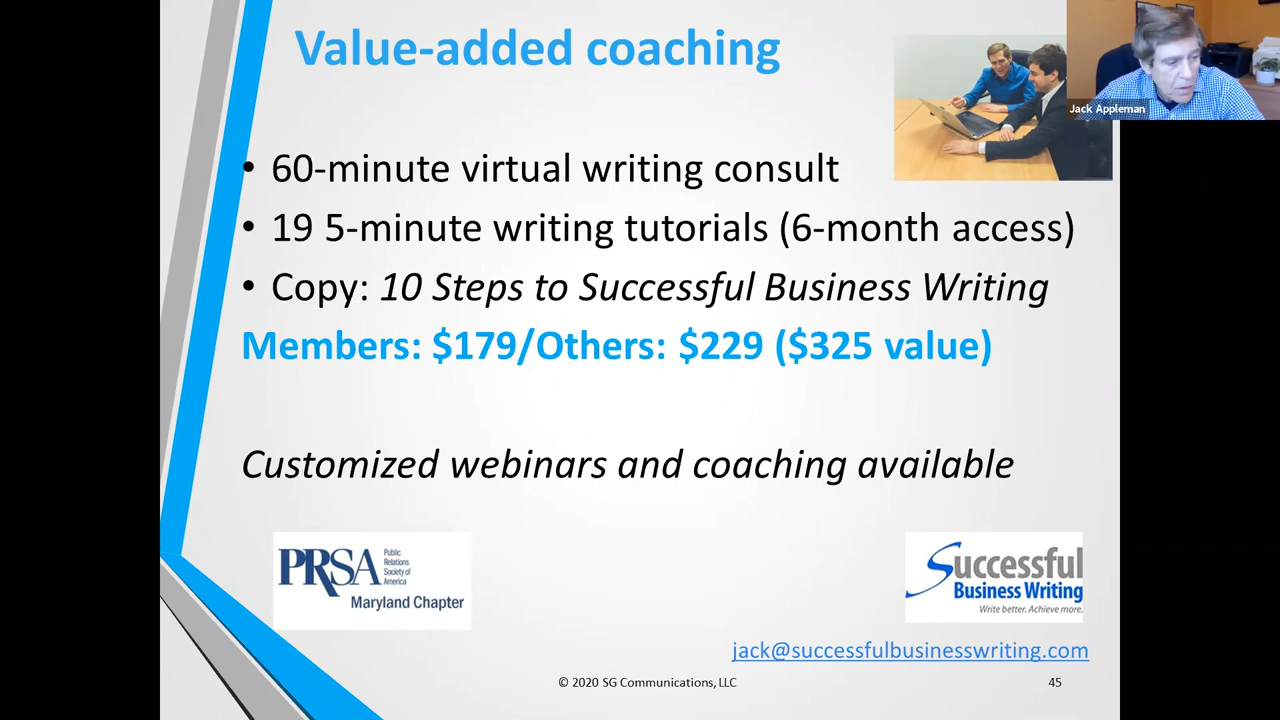 Value-added coaching
Jack Appleman
• 60-minute virtual writing consult
• 19 5-minute writing tutorials (6-month access)
• Copy: 10 Steps to Successful Business Writing
Members: $179/Others: $229 ($325 value)
Customized webinars and coaching available
PRSA
Public
Relations
Society of
America
Maryland Chapter
Successful
Business Writing
Write better. Achieve more.
jack@successfulbusinesswriting.com
© 2020 SG Communications, LLC
45